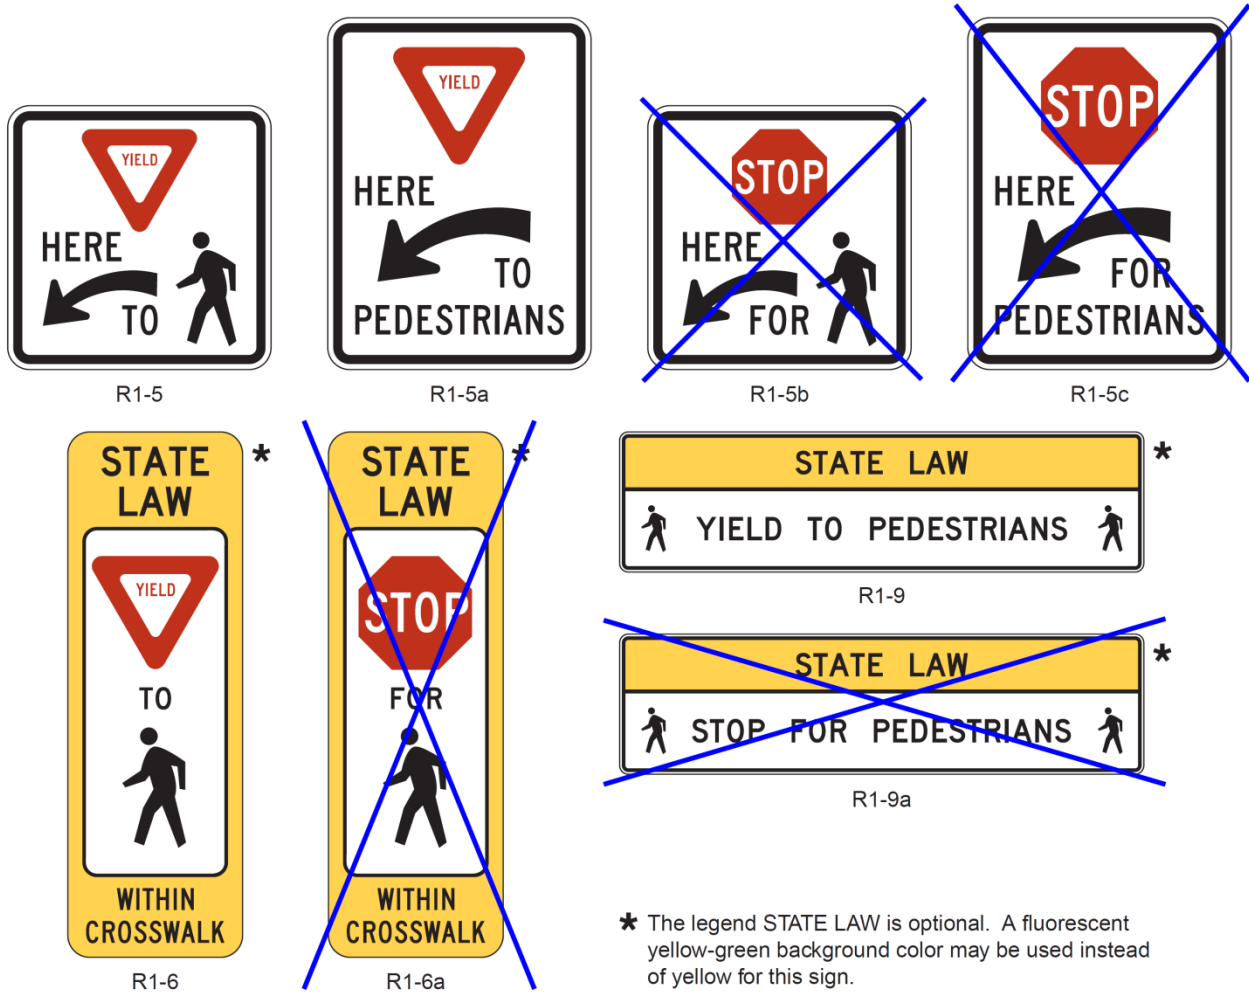 YIELD
HERE
TO
R1-5
YIELD
HERE
TO
PEDESTRIANS
R1-5a
STOP
HERE
FOR
R1-5b
STOP
HERE
FOR
PEDESTRIANS
R1-5c
STATE
LAW
*
YIELD
TO
WITHIN
CROSSWALK
R1-6
STATE
LAW
*
STOP
FOR
WITHIN
CROSSWALK
R1-6a
STATE LAW
*
YIELD TO PEDESTRIANS
R1-9
STATE LAW
*
STOP FOR PEDESTRIANS
R1-9a
* The legend STATE LAW is optional. A fluorescent
yellow-green background color may be used instead
of yellow for this sign.